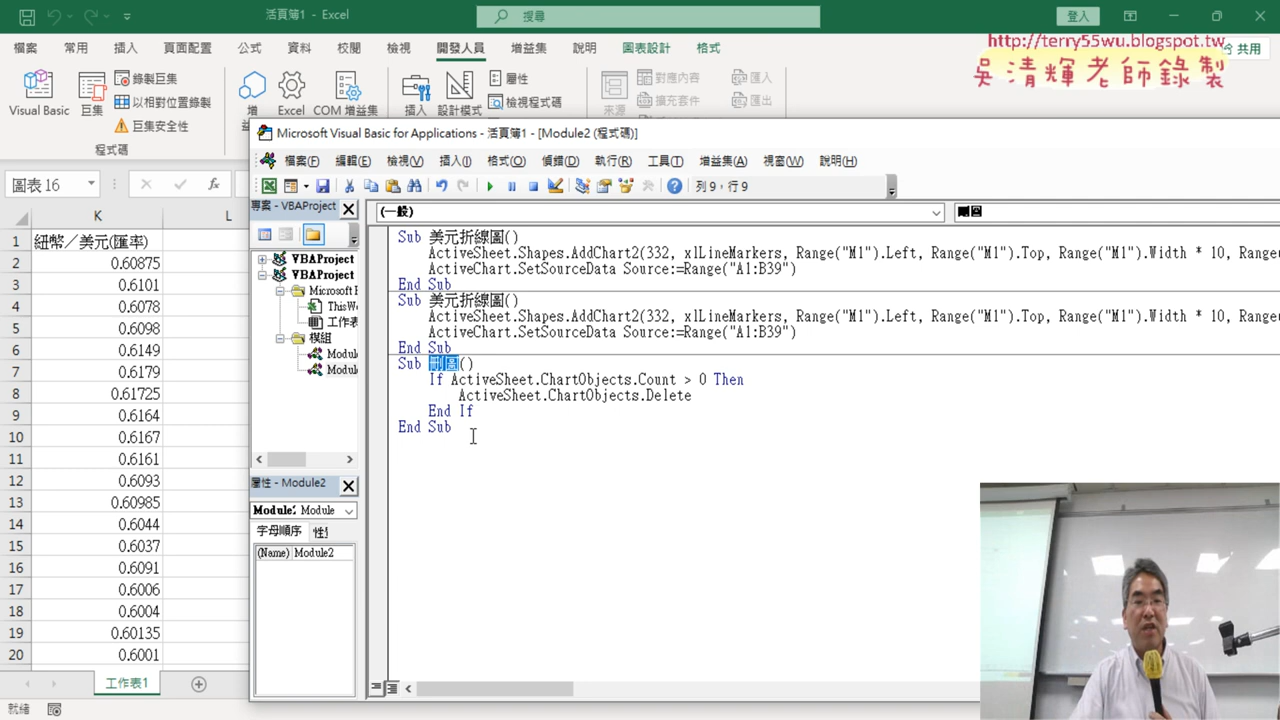 活頁簿1 - Excel
搜尋
登入
檔案 常用 插入 頁面配置 公式 資料 校閱 檢視 開發人員 增益集 說明 圖表設計 格式
共用
http://terry55wu.blogspot.tw
吳清輝老師錄製
Visual Basic
巨集
錄製巨集
以相對位置錄製
巨集安全性
程式碼
增
益
Excel
COM 增益集
插入
設計模式
屬性
檢視程式碼
來源
對應內容
擴充套件
匯入
匯出
圖表 16
fx
Microsoft Visual Basic for Applications - 活頁簿1 - [Module2 (程式碼)]
檔案(F) 編輯(E) 檢視(V) 插入(I) 格式(O) 偵錯(D) 執行(R) 工具(T) 增益集(A) 視窗(W) 說明(H)
列 9，行 9
專案 - VBAProject
VBAProject
VBAProject
Microsoft E
ThisW
工作表
模組
Modul
Modul
屬性 - Module2
Module2 Module
字母順序
(Name) Module2
(一般)
刪圖
Sub 美元折線圖()
ActiveSheet.Shapes.AddChart2(332, xlLineMarkers, Range("M1").Left, Range("M1").Top, Range("M1").Width * 10, Range
ActiveChart.SetSourceData Source:=Range("A1:B39")
End Sub
Sub 美元折線圖()
ActiveSheet.Shapes.AddChart2(332, xlLineMarkers, Range("M1").Left, Range("M1").Top, Range("M1").Width * 10, Range
ActiveChart.SetSourceData Source:=Range("A1:B39")
End Sub
Sub 刪圖()
If ActiveSheet.ChartObjects.Count > 0 Then
ActiveSheet.ChartObjects.Delete
End If
End Sub
K L
1 紐幣／美元(匯率)
2 0.60875
3 0.6101
4 0.6078
5 0.6098
6 0.6149
7 0.6179
8 0.61725
9 0.6164
10 0.6167
11 0.6161
12 0.6093
13 0.60985
14 0.6044
15 0.6037
16 0.6091
17 0.6006
18 0.6004
19 0.60135
20 0.6001
工作表1
就緒